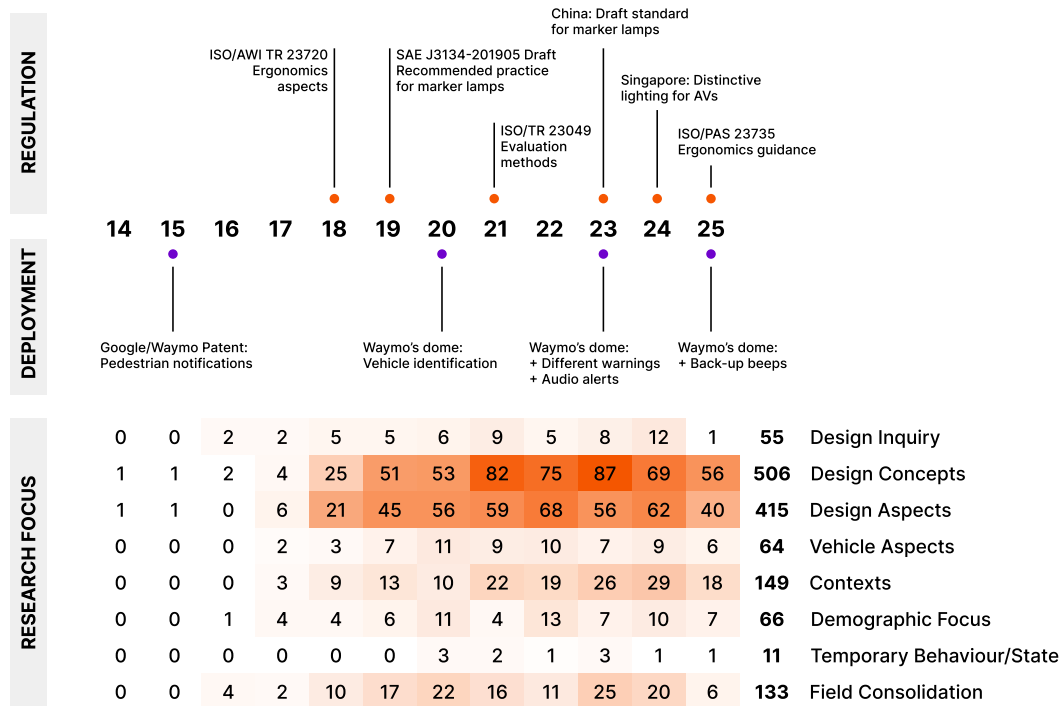 REGULATION
China: Draft standard
for marker lamps
ISO/AWI TR 23720
Ergonomics
aspects
SAE J3134-201905 Draft
Recommended practice
for marker lamps
Singapore: Distinctive
lighting for AVs
ISO/TR 23049
Evaluation
methods
ISO/PAS 23735
Ergonomics guidance
14 15 16 17 18 19 20 21 22 23 24 25
DEPLOYMENT
Google/Waymo Patent:
Pedestrian notifications
Waymo’s dome:
Vehicle identification
Waymo’s dome:
+ Different warnings
+ Audio alerts
Waymo’s dome:
+ Back-up beeps
RESEARCH FOCUS
0 0 2 2 5 5 6 9 5 8 12 1 55 Design Inquiry
1 1 2 4 25 51 53 82 75 87 69 56 506 Design Concepts
1 1 0 6 21 45 56 59 68 56 62 40 415 Design Aspects
0 0 0 2 3 7 11 9 10 7 9 6 64 Vehicle Aspects
0 0 0 3 9 13 10 22 19 26 29 18 149 Contexts
0 0 1 4 4 6 11 4 13 7 10 7 66 Demographic Focus
0 0 0 0 0 0 3 2 1 3 1 1 11 Temporary Behaviour/State
0 0 4 2 10 17 22 16 11 25 20 6 133 Field Consolidation